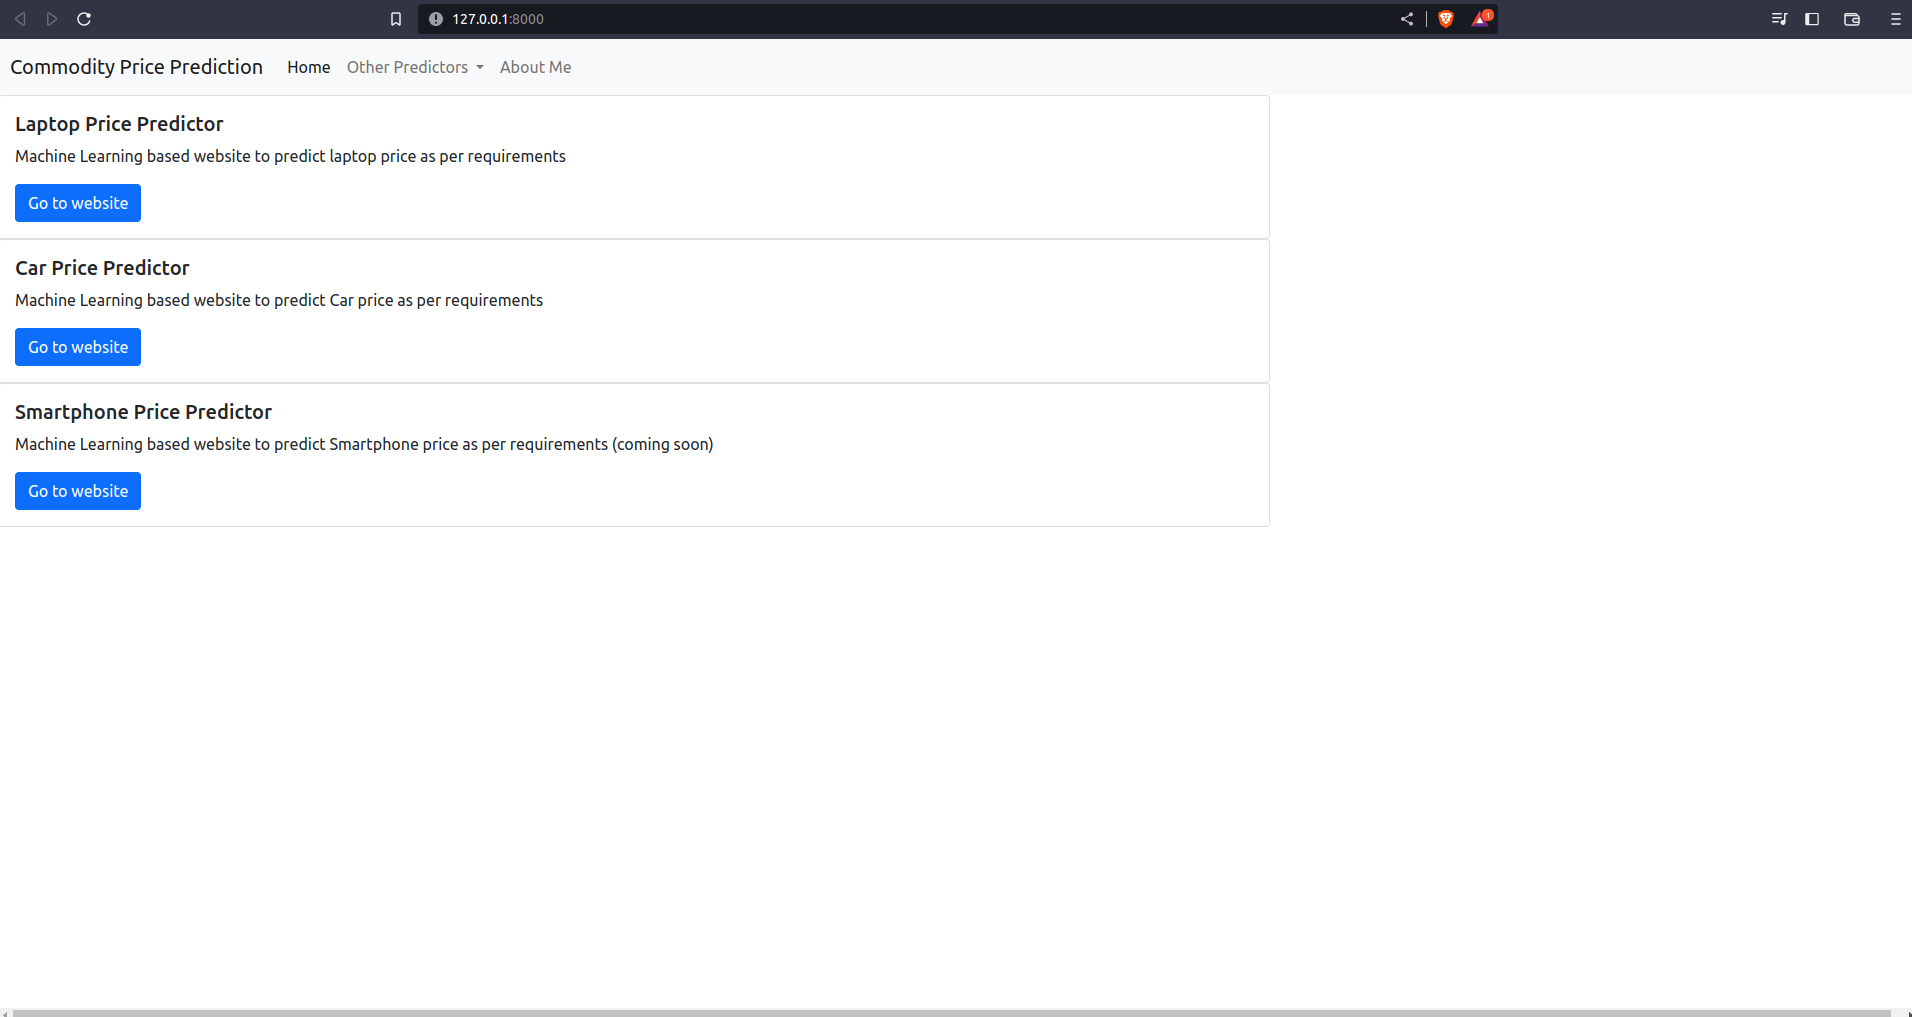 127.0.0.1:8000
1
Commodity Price Prediction Home Other Predictors About Me
Laptop Price Predictor
Machine Learning based website to predict laptop price as per requirements
Go to website
Car Price Predictor
Machine Learning based website to predict Car price as per requirements
Go to website
Smartphone Price Predictor
Machine Learning based website to predict Smartphone price as per requirements (coming soon)
Go to website